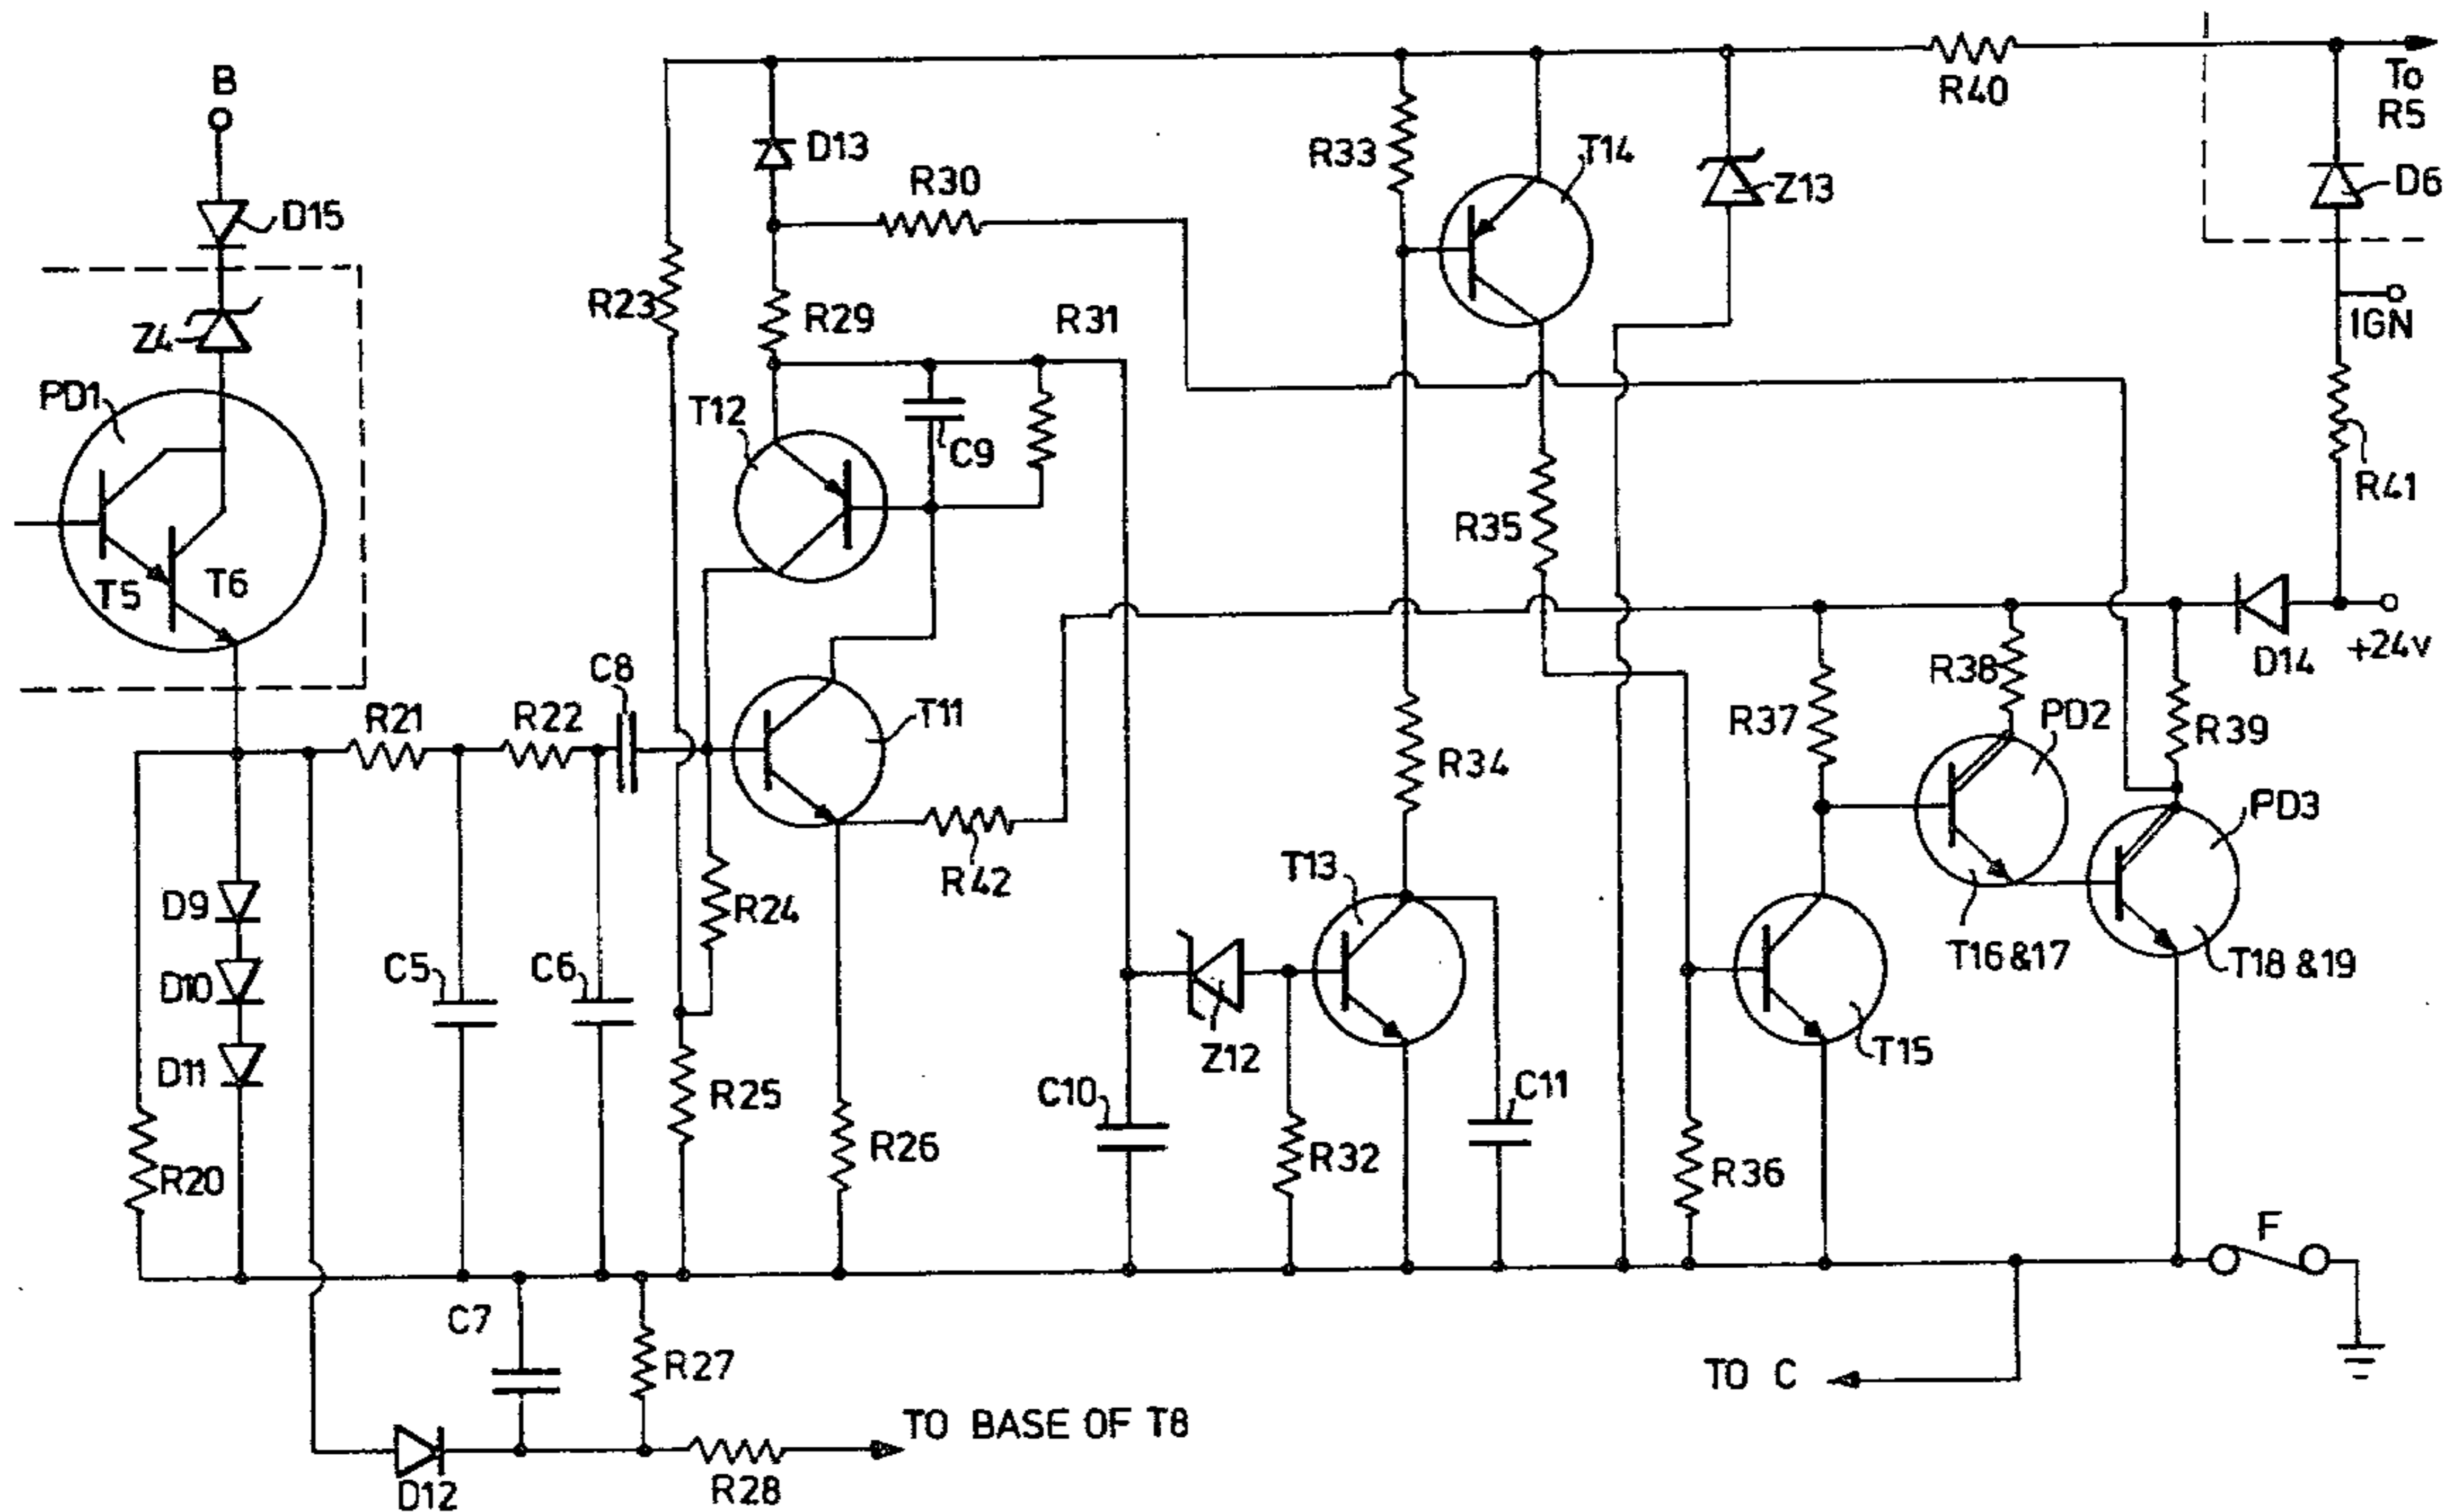 B
D15
Z4
PD1
T5
T6
R23
D13
R30
R29
R31
T12
C9
R33
T14
Z13
R40
To
R5
D6
IGN
R41
+24v
D14
R35
R21
R22
C8
T11
R42
R24
R34
R37
R38
PD2
R39
PD3
T16 &17
T18 &19
T13
T15
D9
D10
D11
R20
C5
C6
R25
R26
C10
Z12
R32
C11
R36
F
C7
R27
TO C
TO BASE OF T8
D12
R28